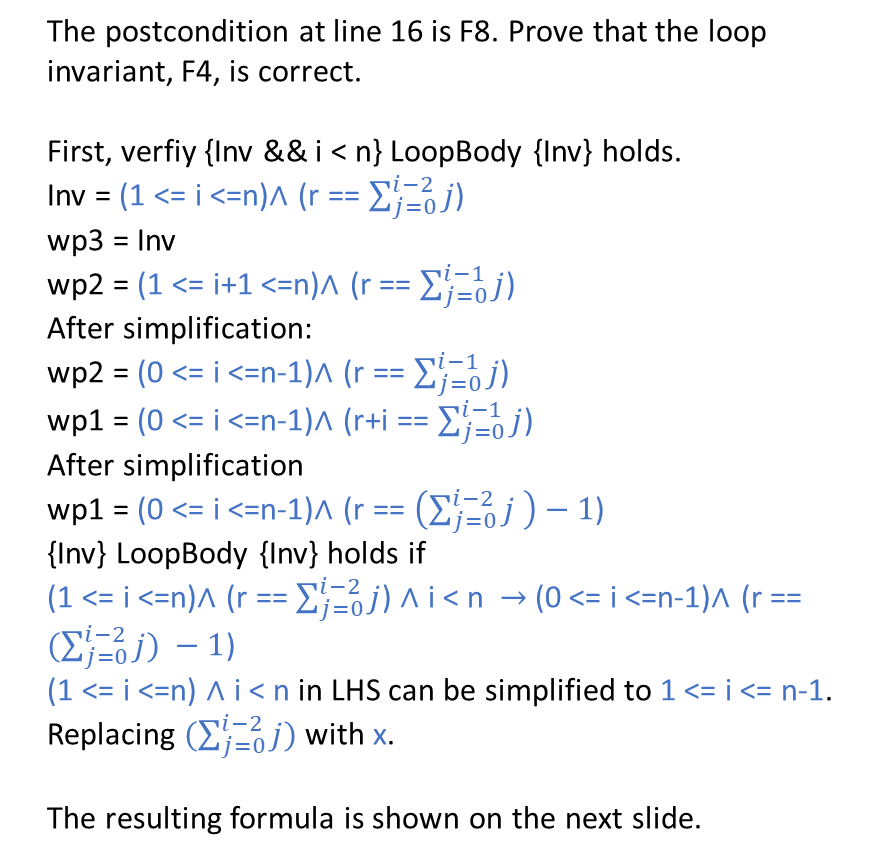 The postcondition at line 16 is F8. Prove that the loop
invariant, F4, is correct.
First, verfiy {Inv && i < n} LoopBody {Inv} holds.
Inv = (1 <= i <=n)∧ (r == ∑_{j=0}^{i−2} j)
wp3 = Inv
wp2 = (1 <= i+1 <=n)∧ (r == ∑_{j=0}^{i−1} j)
After simplification:
wp2 = (0 <= i <=n-1)∧ (r == ∑_{j=0}^{i−1} j)
wp1 = (0 <= i <=n-1)∧ (r+i == ∑_{j=0}^{i−1} j)
After simplification
wp1 = (0 <= i <=n-1)∧ (r == (∑_{j=0}^{i−2} j ) − 1)
{Inv} LoopBody {Inv} holds if
(1 <= i <=n)∧ (r == ∑_{j=0}^{i−2} j) ∧ i < n → (0 <= i <=n-1)∧ (r ==
(∑_{j=0}^{i−2} j) − 1)
(1 <= i <=n) ∧ i < n in LHS can be simplified to 1 <= i <= n-1.
Replacing (∑_{j=0}^{i−2} j) with x.
The resulting formula is shown on the next slide.